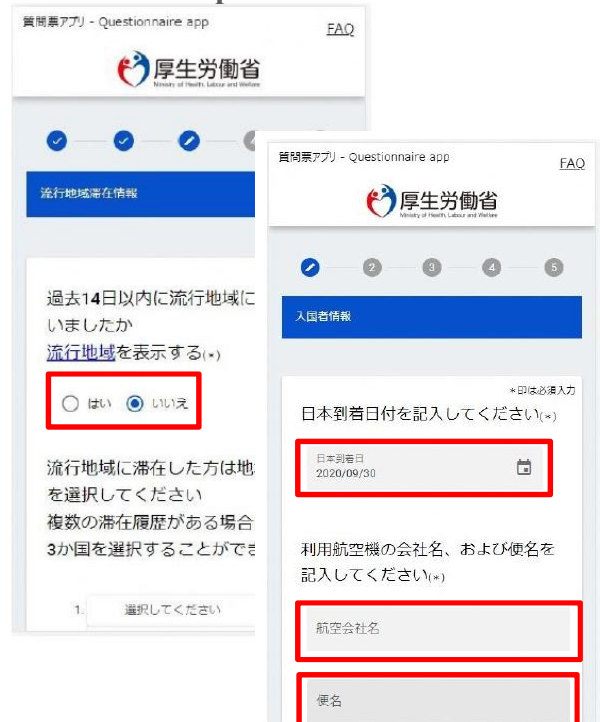 質問票アプリ - Questionnaire app
FAQ
厚生労働省
Ministry of Health, Labour and Welfare
流行地域滞在情報
過去14日以内に流行地域に
いましたか
流行地域を表示する(*)
はい いいえ
流行地域に滞在した方は地
を選択してください
複数の滞在履歴がある場合
3か国を選択することができ
1. 選択してください
質問票アプリ - Questionnaire app
FAQ
厚生労働省
Ministry of Health, Labour and Welfare
2 3 4 5
入国者情報
*印は必須入力
日本到着日付を記入してください(*)
日本到着日
2020/09/30
利用航空機の会社名、および便名を
記入してください(*)
航空会社名
便名